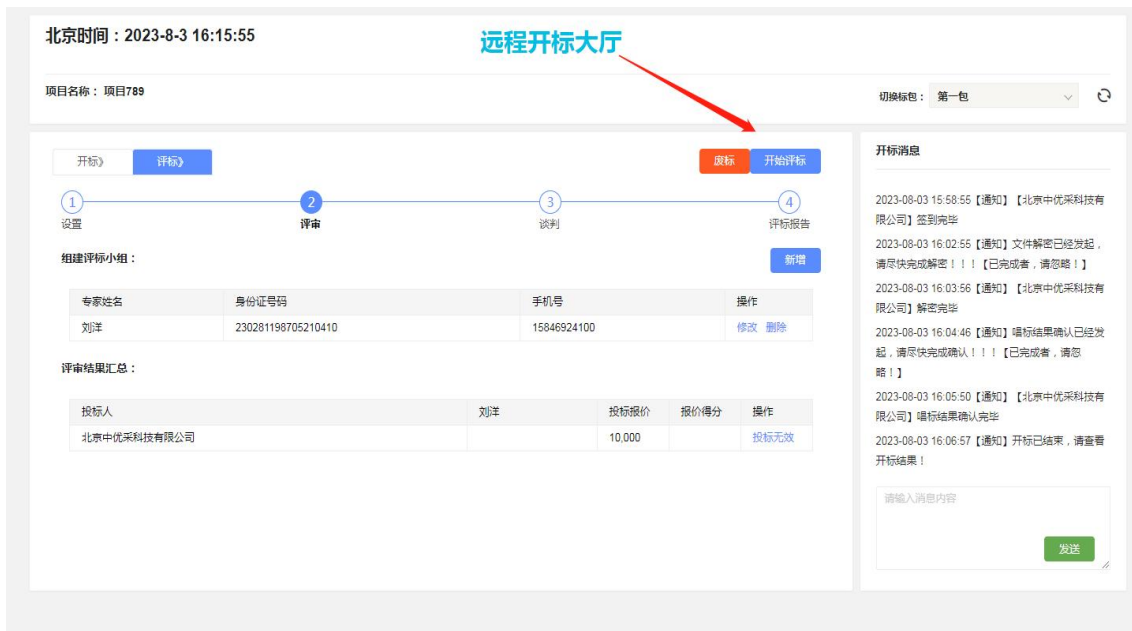 北京时间：2023-8-3 16:15:55
远程开标大厅
项目名称： 项目789
切换标包： 第一包
开标》 评标》
废标 开始评标
1 2 3 4
设置 评审 谈判 评标报告
组建评标小组：
新增
专家姓名 身份证号码 手机号 操作
刘洋 230281198705210410 15846924100 修改 删除
评审结果汇总：
投标人 刘洋 投标报价 报价得分 操作
北京中优采科技有限公司 10,000 投标无效
开标消息
2023-08-03 15:58:55【通知】【北京中优采科技有
限公司】签到完毕
2023-08-03 16:02:55【通知】文件解密已经发起，
请尽快完成解密！！！【已完成者，请忽略！】
2023-08-03 16:03:56【通知】【北京中优采科技有
限公司】解密完毕
2023-08-03 16:04:46【通知】唱标结果确认已经发
起，请尽快完成确认！！！【已完成者，请忽
略！】
2023-08-03 16:05:50【通知】【北京中优采科技有
限公司】唱标结果确认完毕
2023-08-03 16:06:57【通知】开标已结束，请查看
开标结果！
请输入消息内容
发送